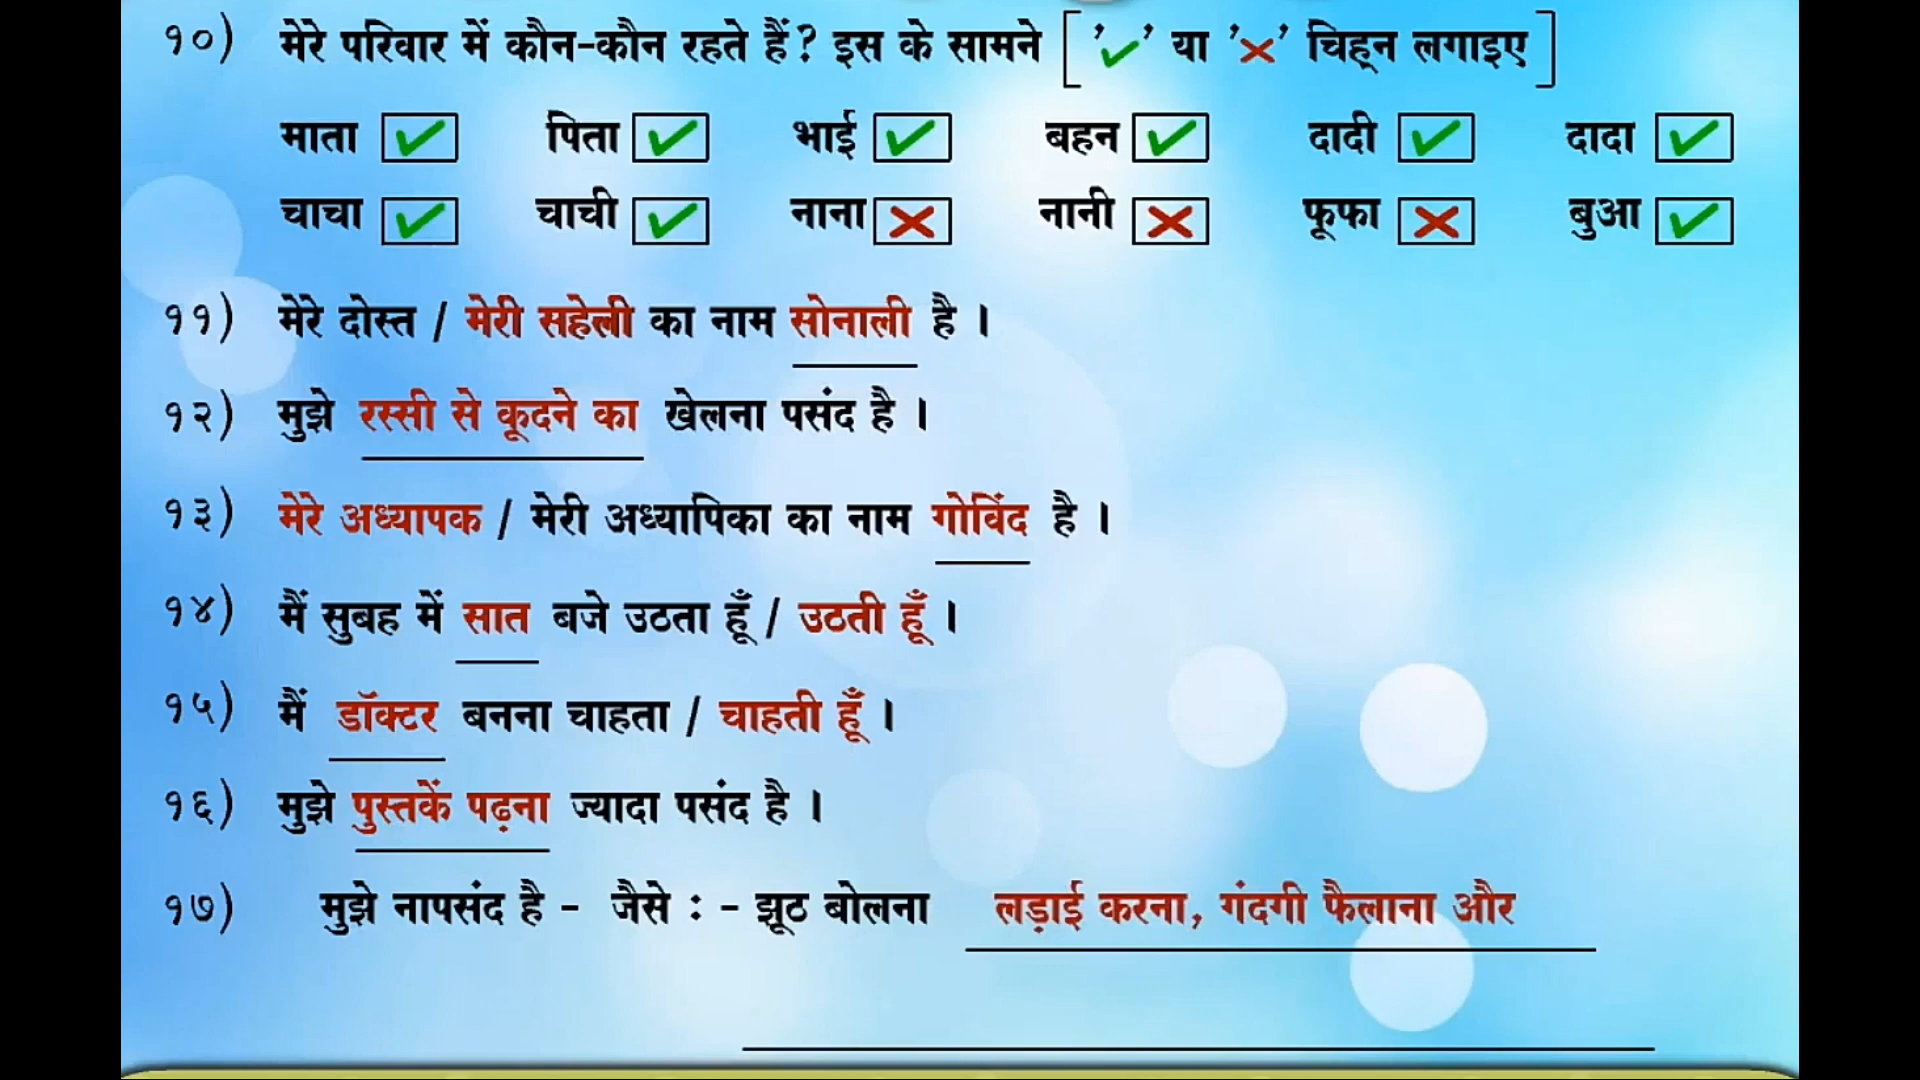 १०) मेरे परिवार में कौन-कौन रहते हैं? इस के सामने ['✓' या '✗' चिह्न लगाइए]
माता ✓ पिता ✓ भाई ✓ बहन ✓ दादी ✓ दादा ✓
चाचा ✓ चाची ✓ नाना ✗ नानी ✗ फूफा ✗ बुआ ✓
११) मेरे दोस्त / मेरी सहेली का नाम सोनाली है ।
१२) मुझे रस्सी से कूदने का खेलना पसंद है ।
१३) मेरे अध्यापक / मेरी अध्यापिका का नाम गोविंद है ।
१४) मैं सुबह में सात बजे उठता हूँ / उठती हूँ ।
१५) मैं डॉक्टर बनना चाहता / चाहती हूँ ।
१६) मुझे पुस्तकें पढ़ना ज्यादा पसंद है ।
१७) मुझे नापसंद है - जैसे : - झूठ बोलना लड़ाई करना, गंदगी फैलाना और